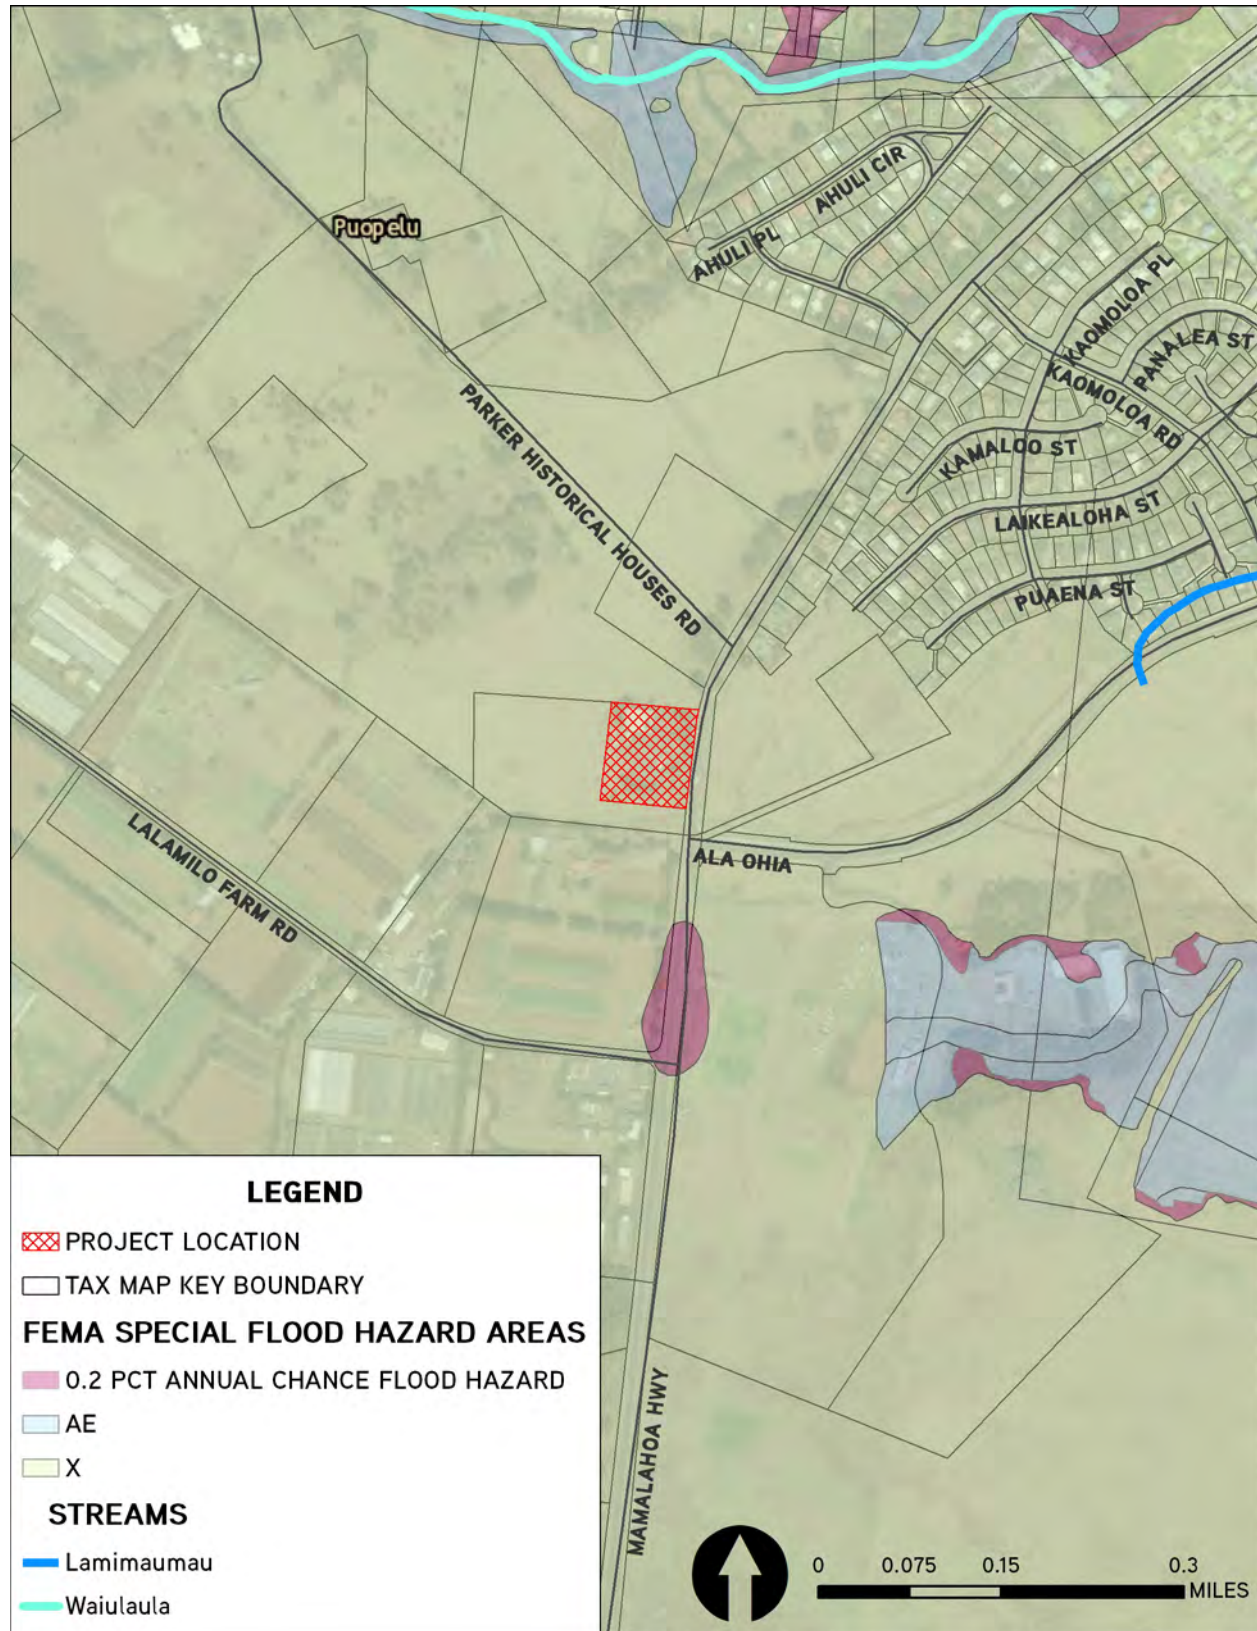 AHULI CIR
Puopelu
AHULI PL
KAOMOLOA PL
PANALEA ST
KAOMOLOA RD
PARKER HISTORICAL HOUSES RD
KAMALOO ST
LAIKEALOHA ST
PUAENA ST
LALAMILO FARM RD
ALA OHIA
MAMALAHOA HWY
LEGEND
PROJECT LOCATION
TAX MAP KEY BOUNDARY
FEMA SPECIAL FLOOD HAZARD AREAS
0.2 PCT ANNUAL CHANCE FLOOD HAZARD
AE
X
STREAMS
Lamimaumau
Waiulaula
0 0.075 0.15 0.3
MILES